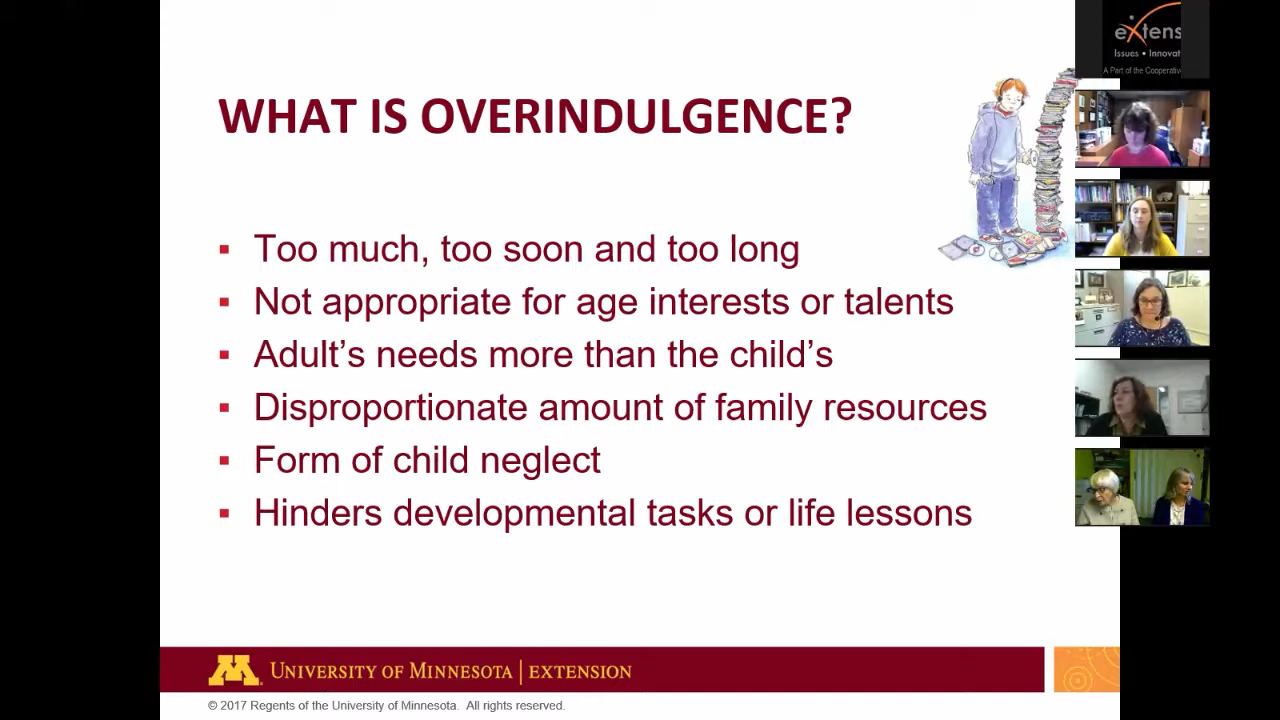 WHAT IS OVERINDULGENCE?
Too much, too soon and too long
Not appropriate for age interests or talents
Adult's needs more than the child's
Disproportionate amount of family resources
Form of child neglect
Hinders developmental tasks or life lessons
UNIVERSITY OF MINNESOTA | EXTENSION
© 2017 Regents of the University of Minnesota. All rights reserved.
eXtens
Issues • Innovat
A Part of the Cooperative